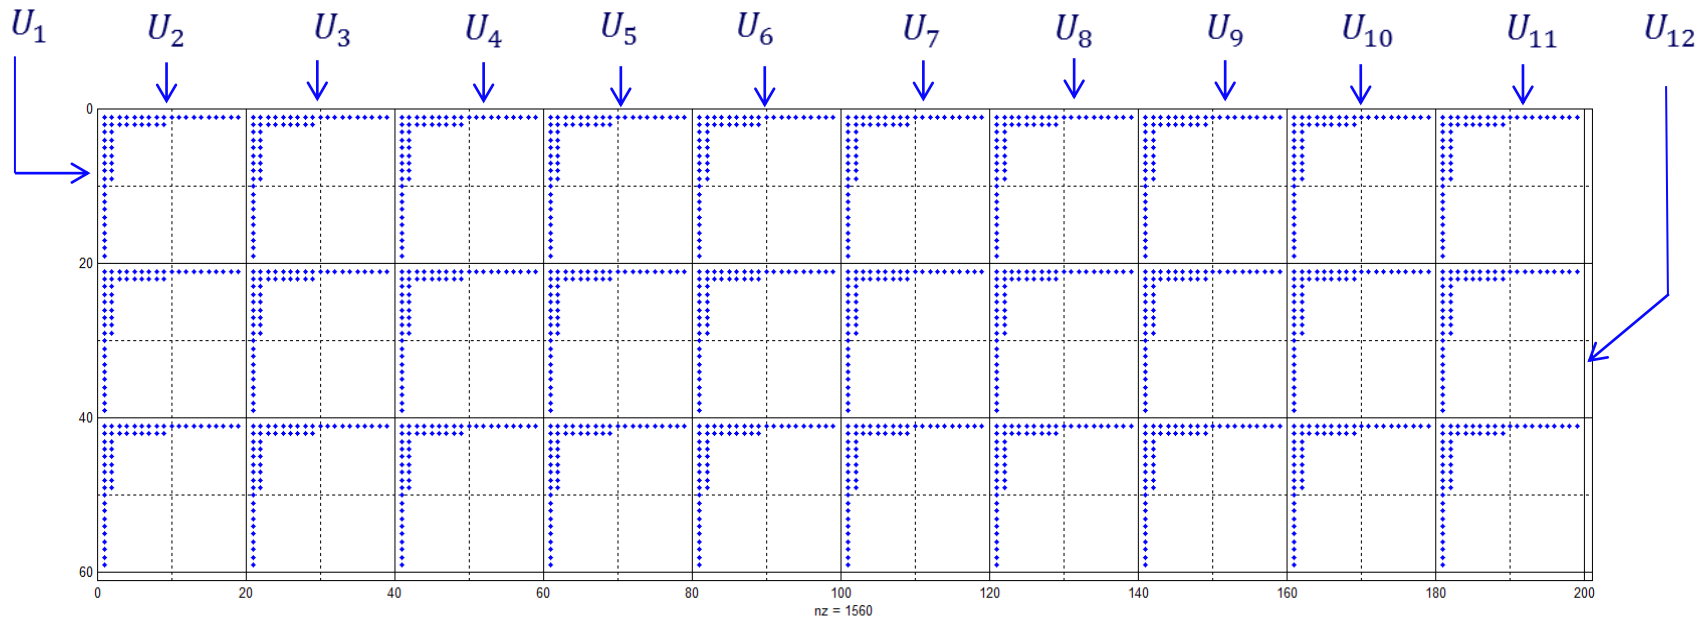 U₁ U₂ U₃ U₄ U₅ U₆ U₇ U₈ U₉ U₁₀ U₁₁ U₁₂
0
20
40
60
0 20 40 60 80 100 120 140 160 180 200
nz = 1560